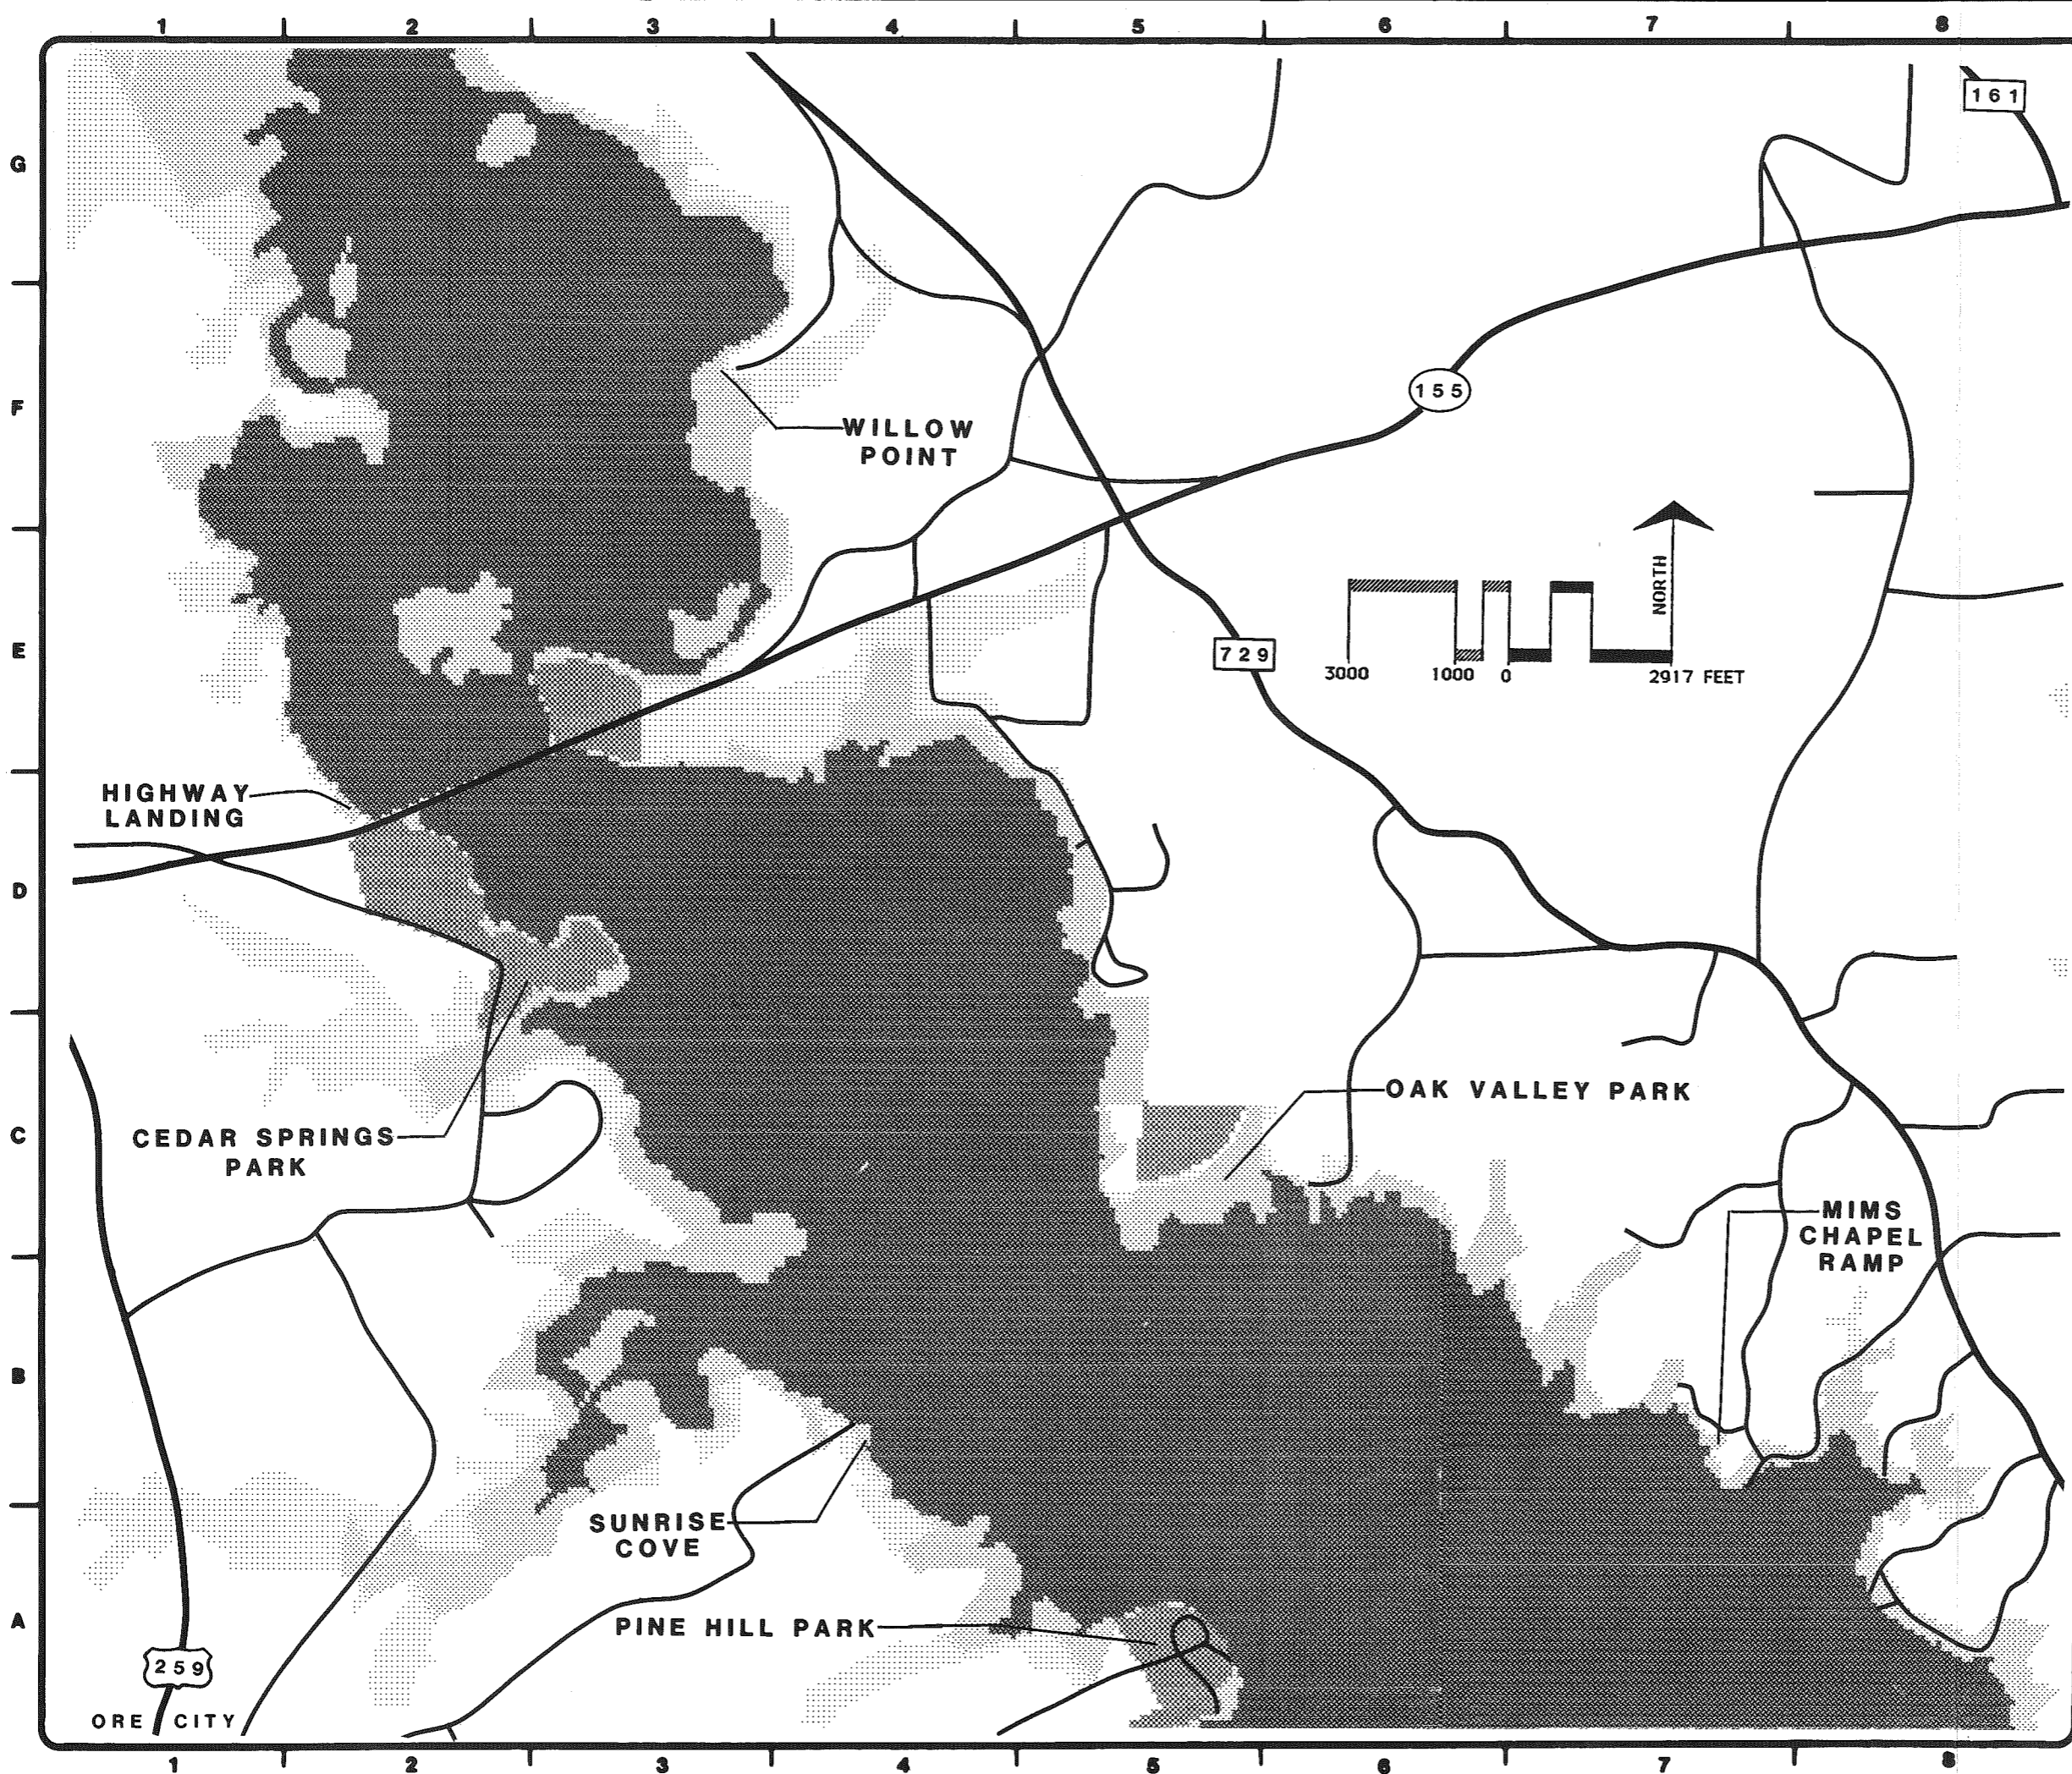 1 2 3 4 5 6 7 8
161
G
155
F
WILLOW
POINT
NORTH
E
729
3000 1000 0 2917 FEET
HIGHWAY
LANDING
D
OAK VALLEY PARK
C
CEDAR SPRINGS
PARK
MIMS
CHAPEL
RAMP
B
SUNRISE
COVE
A
PINE HILL PARK
259
ORE CITY
1 2 3 4 5 6 7 8